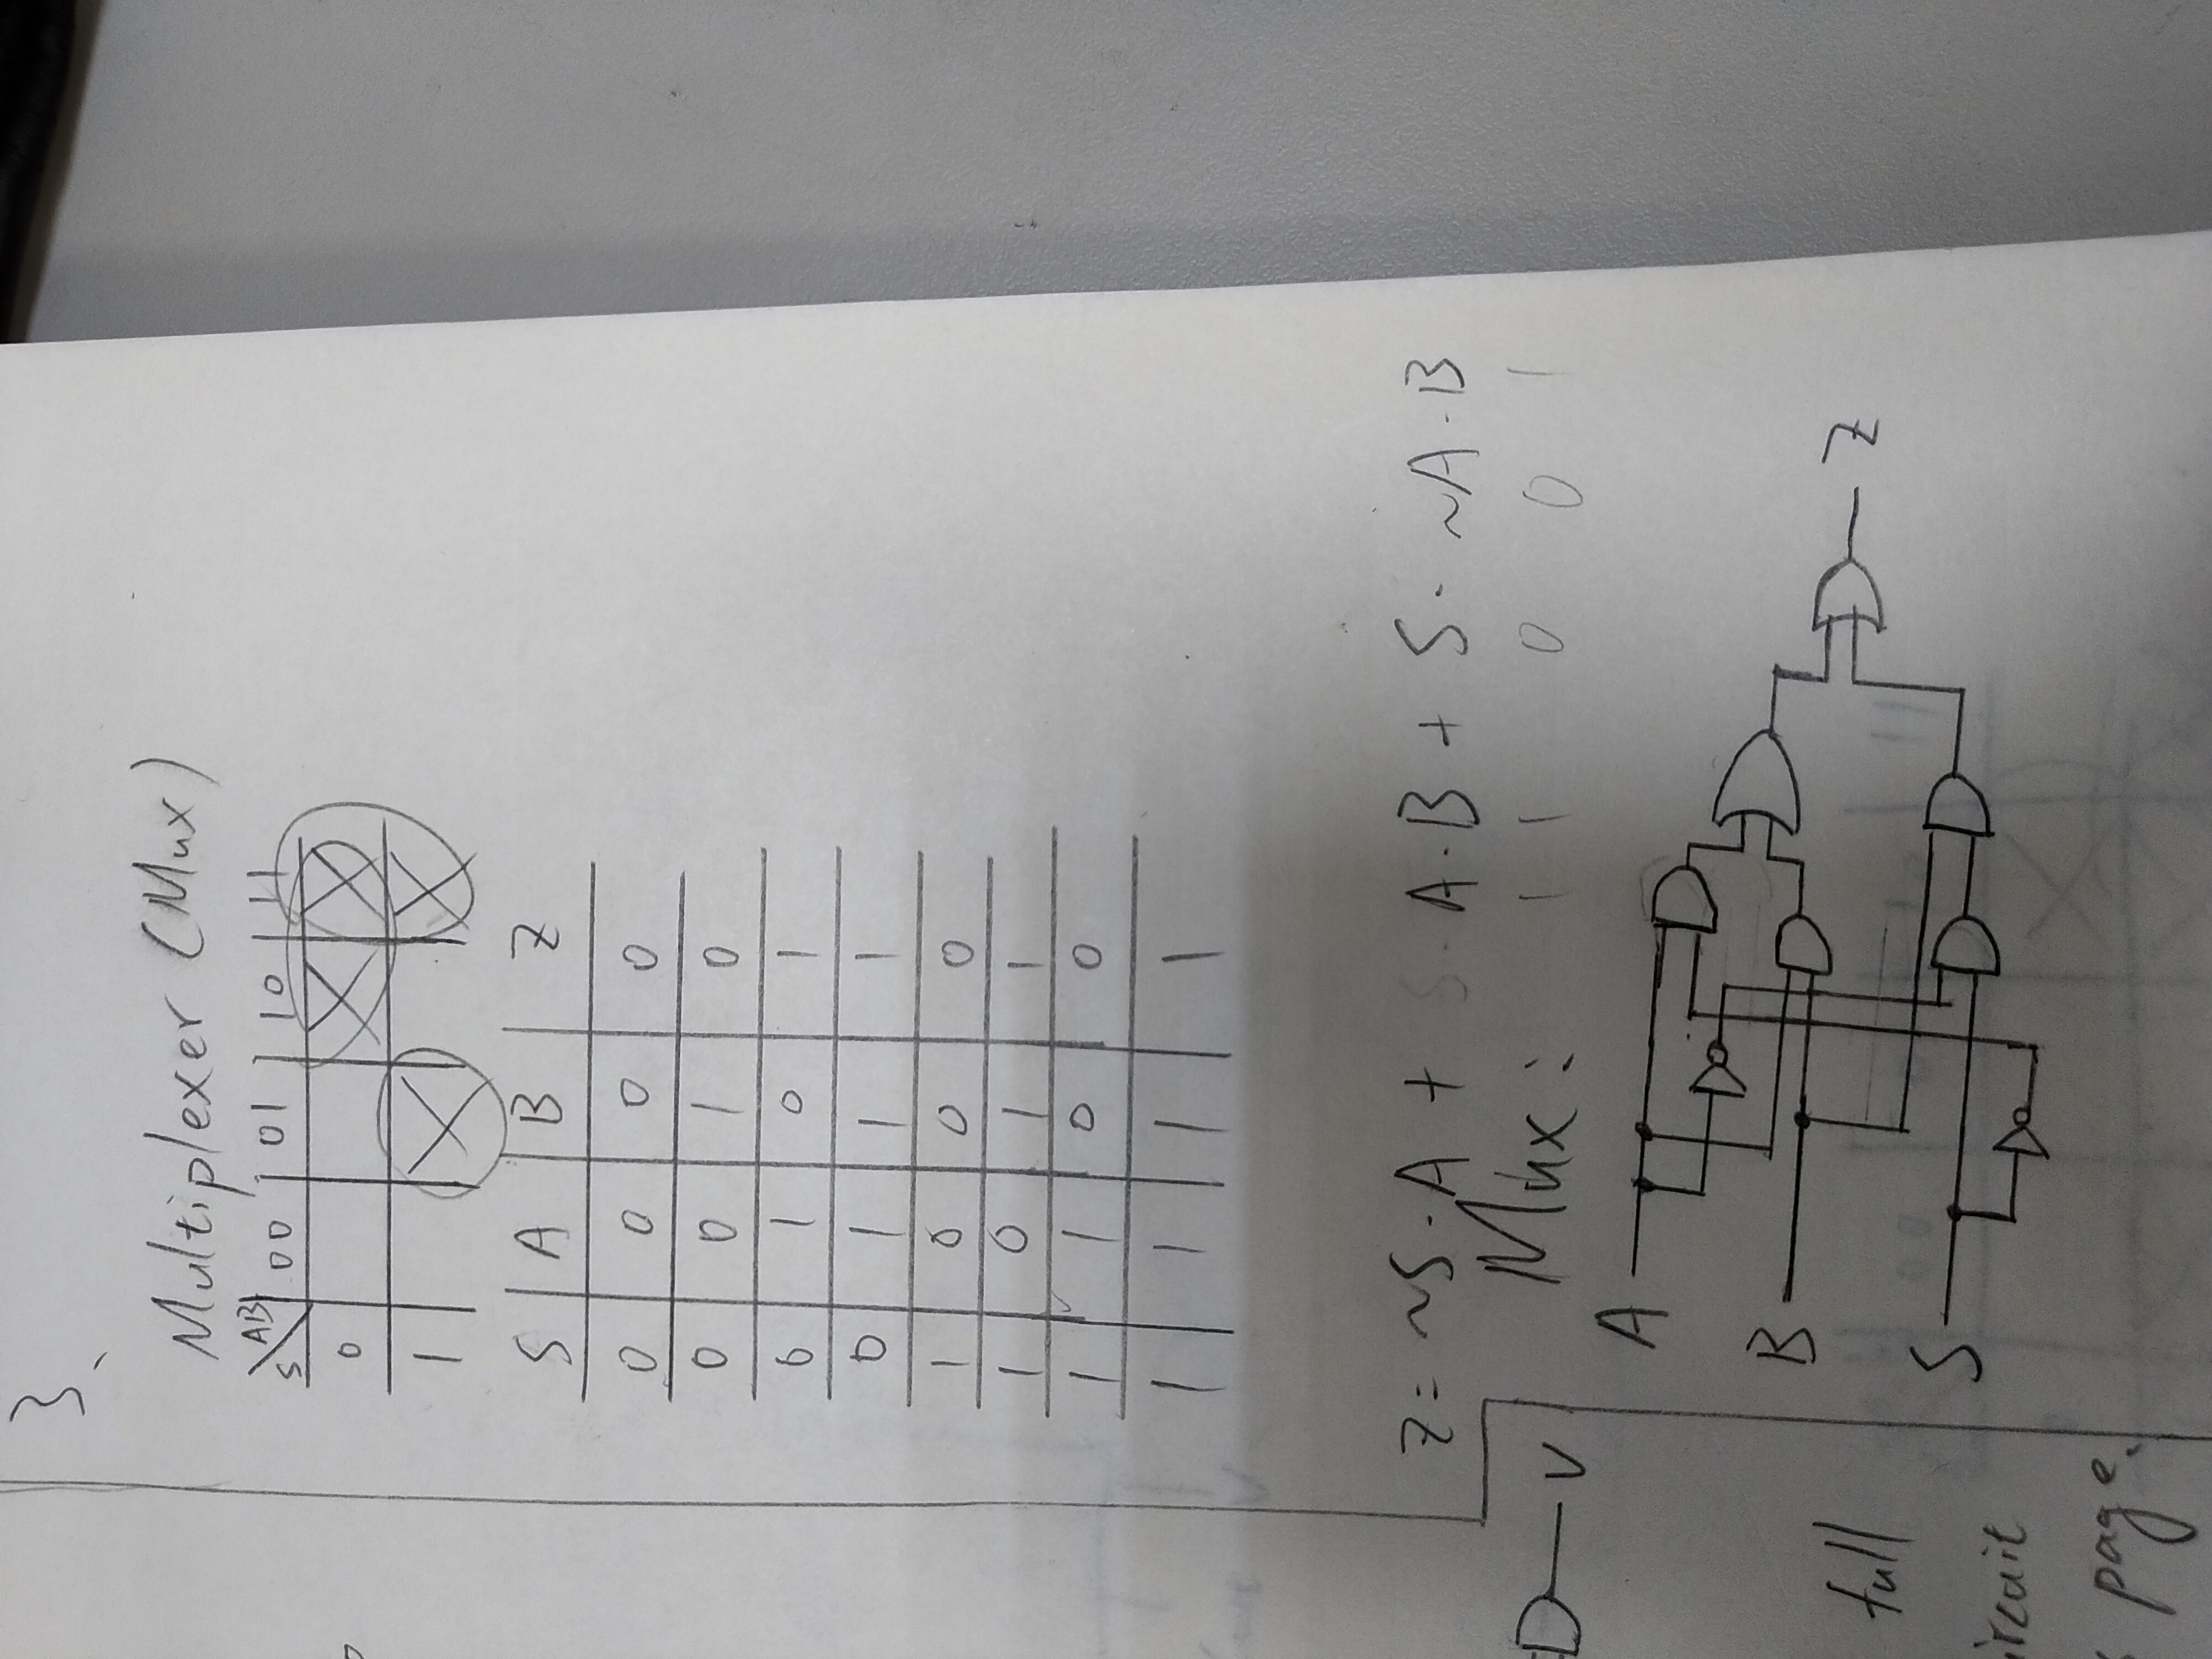 3、
Multiplexer (Mux)
S\AB 00 01 10 11
0 X X
1 X X
S A B Z
0 0 0 0
0 0 1 0
0 1 0 1
0 1 1 1
1 0 0 0
1 0 1 1
1 1 0 0
1 1 1 1
Z= ~S·A + A·B + S·~A·B
Mux: 1 1 0 0 1
V
A
B
S
Z
full
ircuit
page.